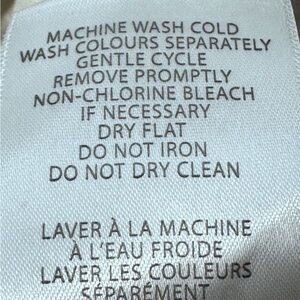 MACHINE WASH COLD
WASH COLOURS SEPARATELY
GENTLE CYCLE
REMOVE PROMPTLY
NON-CHLORINE BLEACH
IF NECESSARY
DRY FLAT
DO NOT IRON
DO NOT DRY CLEAN
LAVER À LA MACHINE
À L'EAU FROIDE
LAVER LES COULEURS
SÉPARÉMENT